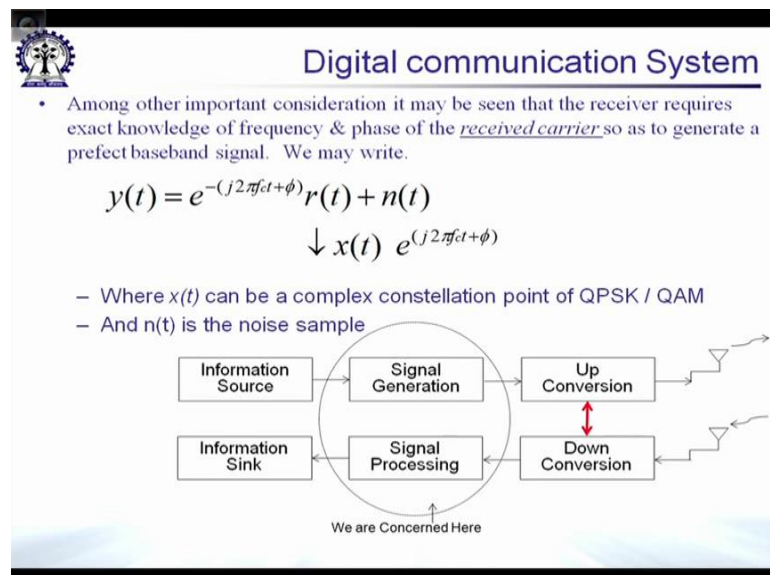 Digital communication System
• Among other important consideration it may be seen that the receiver requires
exact knowledge of frequency & phase of the received carrier so as to generate a
prefect baseband signal. We may write.
y(t) = e^{-(j2πfct+φ)} r(t) + n(t)
↓ x(t) e^{(j2πfct+φ)}
– Where x(t) can be a complex constellation point of QPSK / QAM
– And n(t) is the noise sample
Information
Source
Signal
Generation
Up
Conversion
Information
Sink
Signal
Processing
Down
Conversion
We are Concerned Here